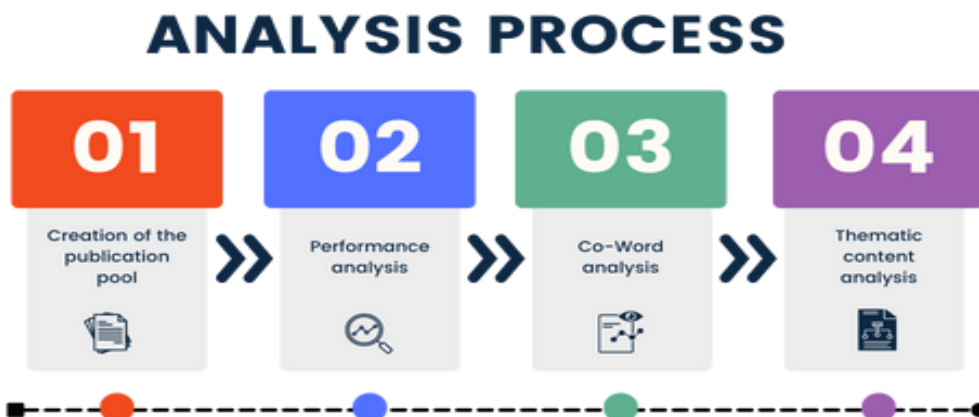 ANALYSIS PROCESS
01
Creation of the
publication
pool
02
Performance
analysis
03
Co-Word
analysis
04
Thematic
content
analysis